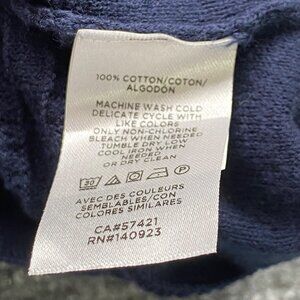 100% COTTON/COTON/
ALGODON
MACHINE WASH COLD
DELICATE CYCLE WITH
LIKE COLORS
ONLY NON-CHLORINE
BLEACH WHEN NEEDED
TUMBLE DRY LOW
COOL IRON WHEN NEEDED
OR DRY CLEAN
30
P
AVEC DES COULEURS
SEMBLABLES/CON
COLORES SIMILARES
CA#57421
RN#140923